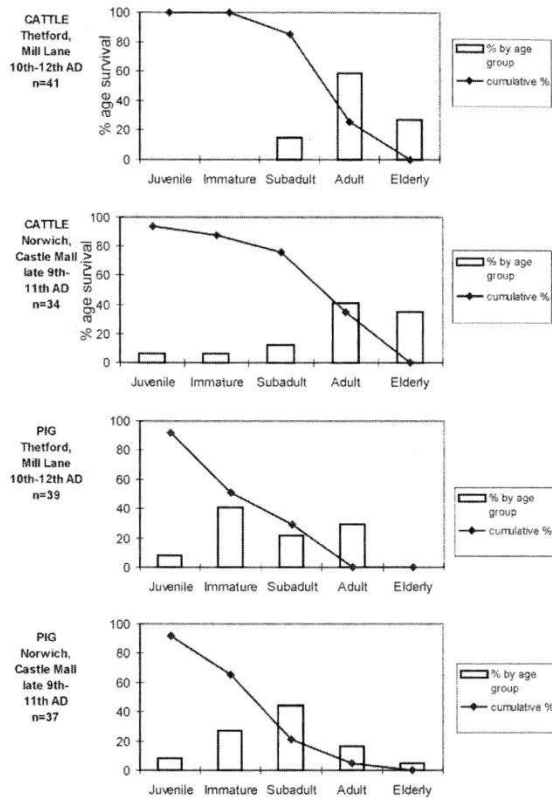 CATTLE
Thetford,
Mill Lane
10th-12th AD
n=41
% age survival
100
80
60
40
20
0
Juvenile Immature Subadult Adult Elderly
% by age
group
cumulative %
CATTLE
Norwich,
Castle Mall
late 9th-
11th AD
n=34
% age survival
100
80
60
40
20
0
Juvenile Immature Subadult Adult Elderly
% by age
group
cumulative %
PIG
Thetford,
Mill Lane
10th-12th AD
n=39
100
80
60
40
20
0
Juvenile Immature Subadult Adult Elderly
% by age
group
cumulative %
PIG
Norwich,
Castle Mall
late 9th-
11th AD
n=37
100
80
60
40
20
0
Juvenile Immature Subadult Adult Elderly
% by age
group
cumulative %